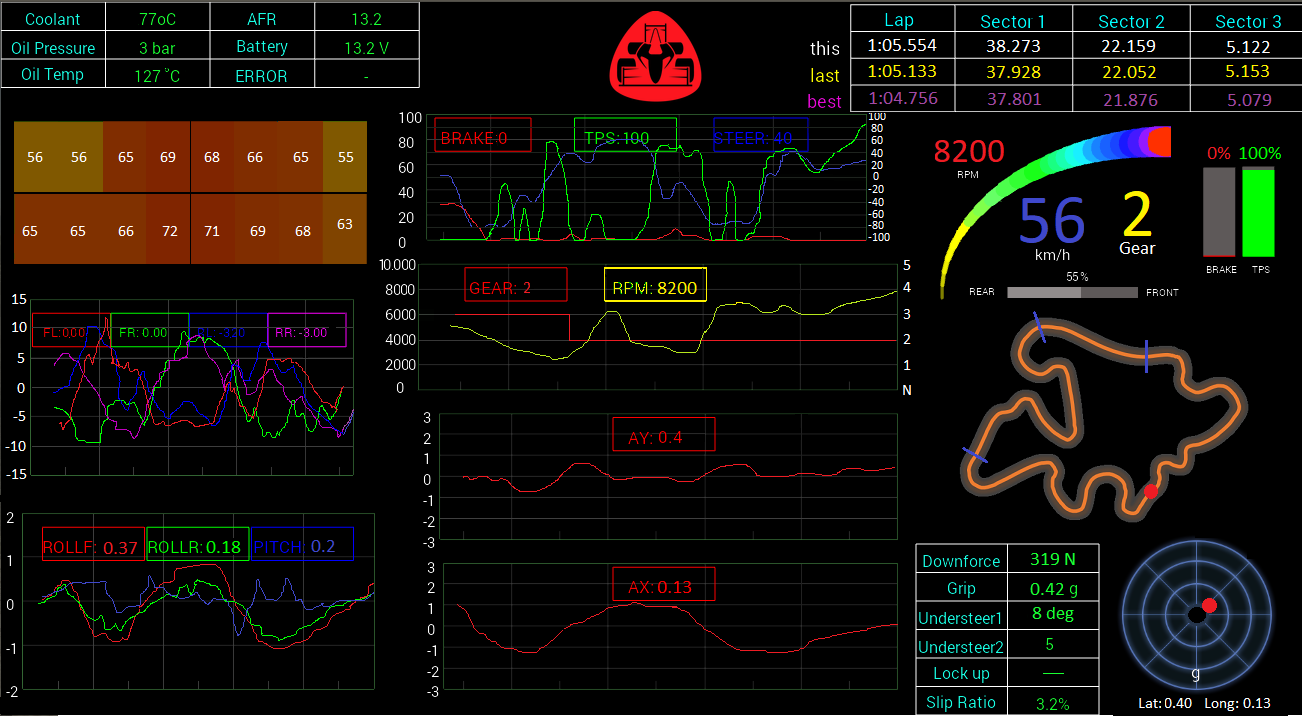 Coolant 77oC AFR 13.2
Oil Pressure 3 bar Battery 13.2 V
Oil Temp 127 °C ERROR -
Lap Sector 1 Sector 2 Sector 3
this 1:05.554 38.273 22.159 5.122
last 1:05.133 37.928 22.052 5.153
best 1:04.756 37.801 21.876 5.079
56 56 65 69 68 66 65 55
65 65 66 72 71 69 68 63
BRAKE:0 TPS:100 STEER: 40
100
80
60
40
20
0
100
80
60
40
20
0
-20
-40
-60
-80
-100
8200
RPM
56
km/h
2
Gear
0% 100%
BRAKE TPS
55%
REAR FRONT
15
10
5
0
-5
-10
-15
FL:0.00 FR: 0.00 RR: -3.00
GEAR: 2 RPM: 8200
10.000
8000
6000
4000
2000
0
5
4
3
2
1
N
AY: 0.4
3
2
1
0
-1
-2
-3
ROLLF: 0.37 ROLLR: 0.18 PITCH: 0.2
2
1
0
-1
-2
AX: 0.13
3
2
1
0
-1
-2
-3
Downforce 319 N
Grip 0.42 g
Understeer1 8 deg
Understeer2 5
Lock up —
Slip Ratio 3.2%
g
Lat: 0.40 Long: 0.13